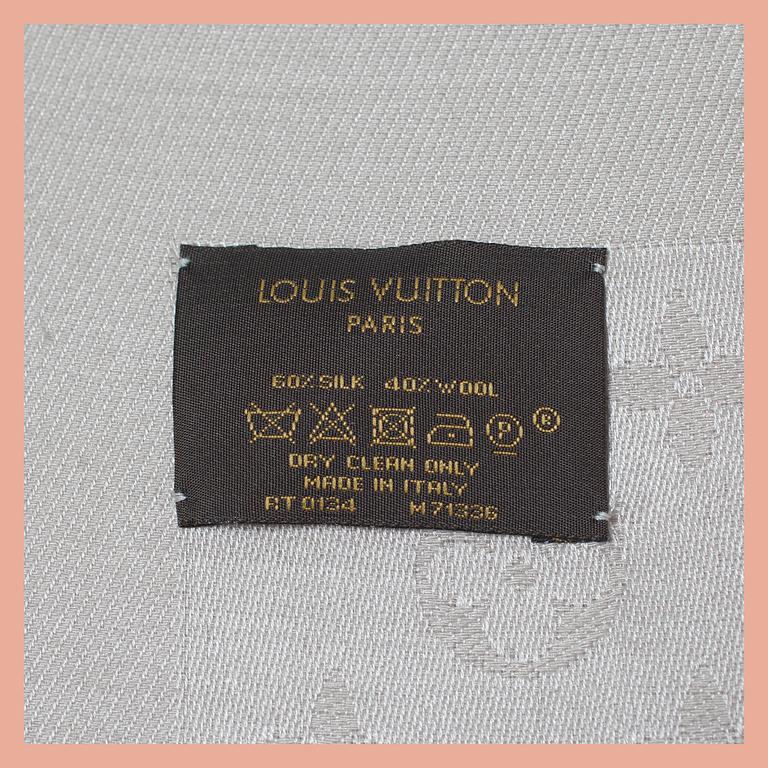 LOUIS VUITTON
PARIS
60% SILK 40% WOOL
P ®
DRY CLEAN ONLY
MADE IN ITALY
RT 0134 M71336